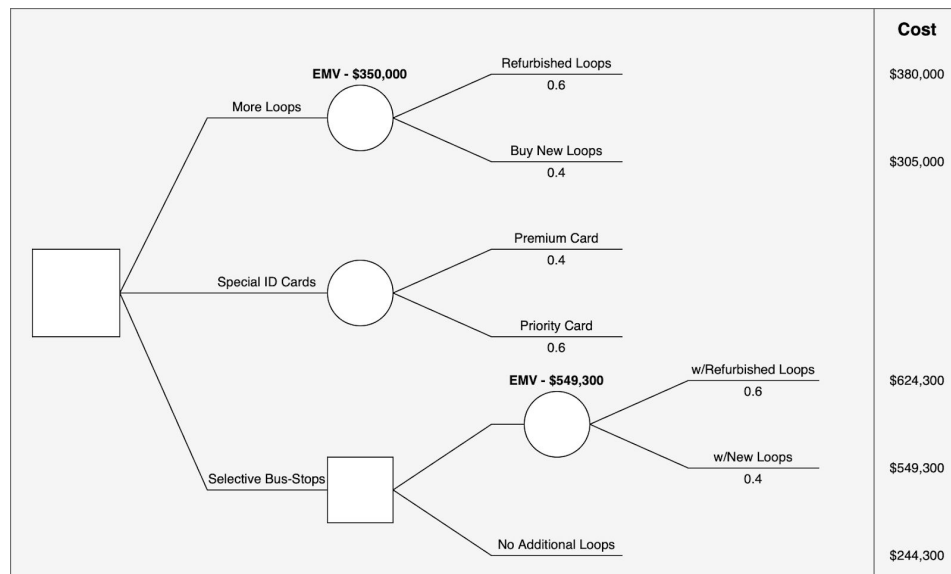 Cost
EMV - $350,000
Refurbished Loops
0.6
$380,000
More Loops
Buy New Loops
0.4
$305,000
Premium Card
0.4
Special ID Cards
Priority Card
0.6
EMV - $549,300
w/Refurbished Loops
0.6
$624,300
w/New Loops
0.4
$549,300
Selective Bus-Stops
No Additional Loops
$244,300